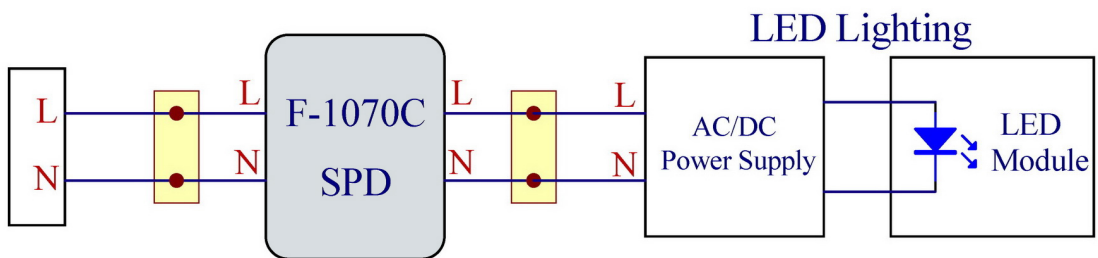 LED Lighting
L
N
L
N
F-1070C
SPD
L
N
L
N
AC/DC
Power Supply
LED
Module